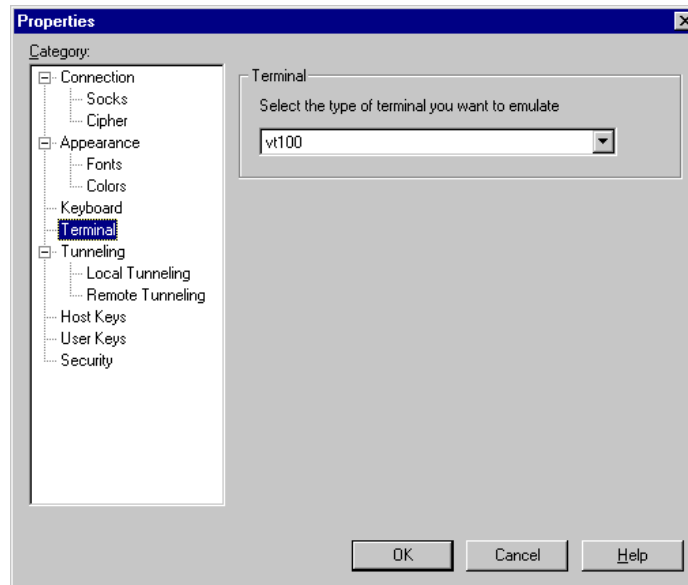 Properties
Category:
Connection
Socks
Cipher
Appearance
Fonts
Colors
Keyboard
Terminal
Tunneling
Local Tunneling
Remote Tunneling
Host Keys
User Keys
Security
Terminal
Select the type of terminal you want to emulate
vt100
OK
Cancel
Help